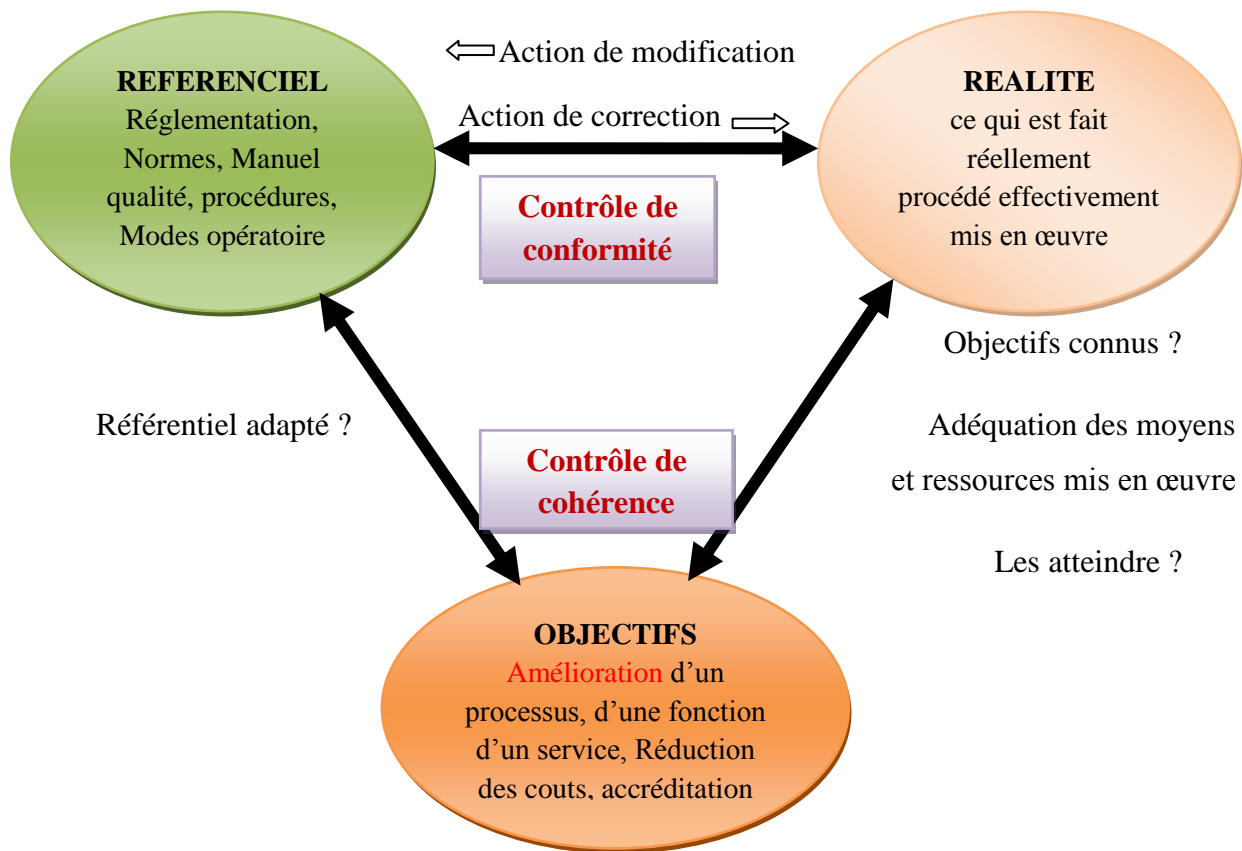 Action de modification
Action de correction
REFERENCIEL
Réglementation,
Normes, Manuel
qualité, procédures,
Modes opératoire
REALITE
ce qui est fait
réellement
procédé effectivement
mis en œuvre
Contrôle de
conformité
Objectifs connus ?
Adéquation des moyens
et ressources mis en œuvre
Les atteindre ?
Référentiel adapté ?
Contrôle de
cohérence
OBJECTIFS
Amélioration d’un
processus, d’une fonction
d’un service, Réduction
des couts, accréditation